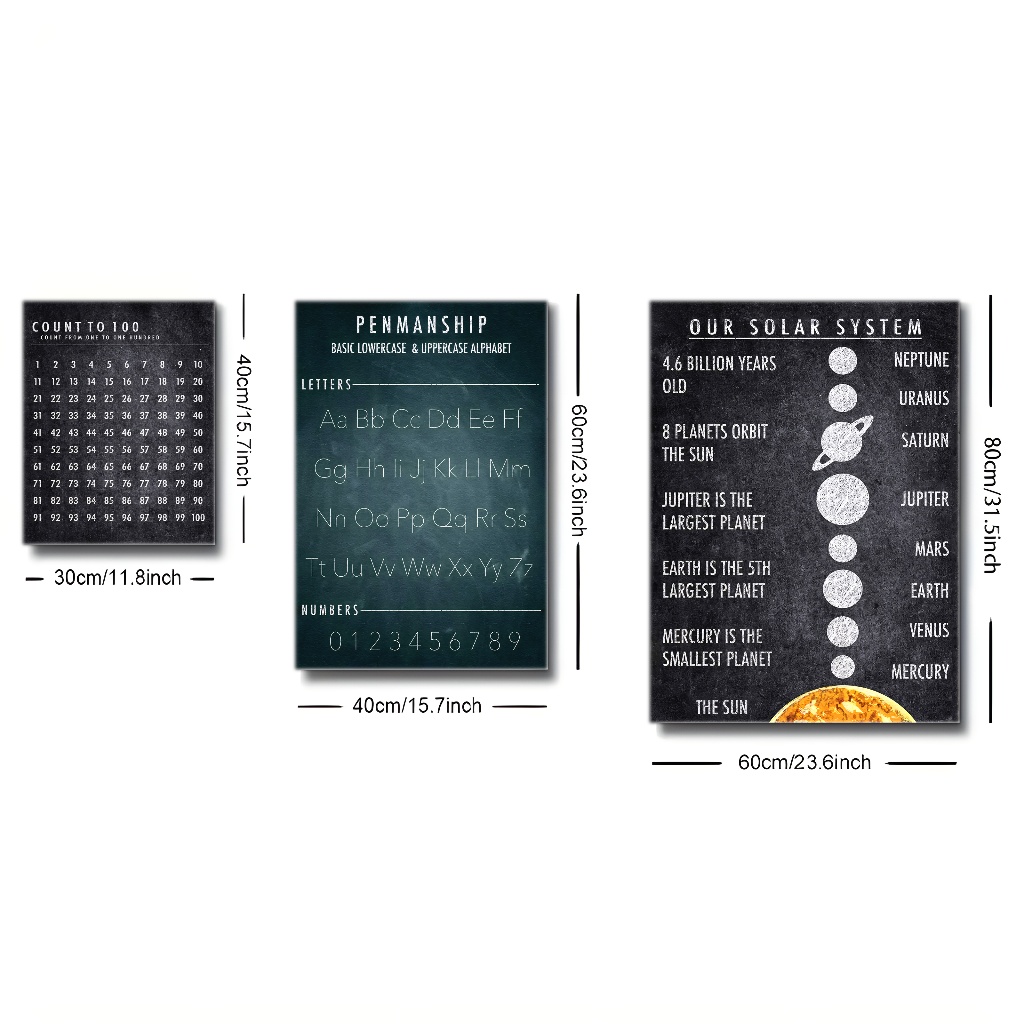 COUNT TO 100
COUNT FROM ONE TO ONE HUNDRED
1 2 3 4 5 6 7 8 9 10
11 12 13 14 15 16 17 18 19 20
21 22 23 24 25 26 27 28 29 30
31 32 33 34 35 36 37 38 39 40
41 42 43 44 45 46 47 48 49 50
51 52 53 54 55 56 57 58 59 60
61 62 63 64 65 66 67 68 69 70
71 72 73 74 75 76 77 78 79 80
81 82 83 84 85 86 87 88 89 90
91 92 93 94 95 96 97 98 99 100
40cm/15.7inch
30cm/11.8inch
PENMANSHIP
BASIC LOWERCASE & UPPERCASE ALPHABET
LETTERS
Aa Bb Cc Dd Ee Ff
Gg Hh Ii Jj Kk Ll Mm
Nn Oo Pp Qq Rr Ss
Tt Uu Vv Ww Xx Yy Zz
NUMBERS
0 1 2 3 4 5 6 7 8 9
60cm/23.6inch
40cm/15.7inch
OUR SOLAR SYSTEM
4.6 BILLION YEARS
OLD
8 PLANETS ORBIT
THE SUN
JUPITER IS THE
LARGEST PLANET
EARTH IS THE 5TH
LARGEST PLANET
MERCURY IS THE
SMALLEST PLANET
THE SUN
NEPTUNE
URANUS
SATURN
JUPITER
MARS
EARTH
VENUS
MERCURY
80cm/31.5inch
60cm/23.6inch